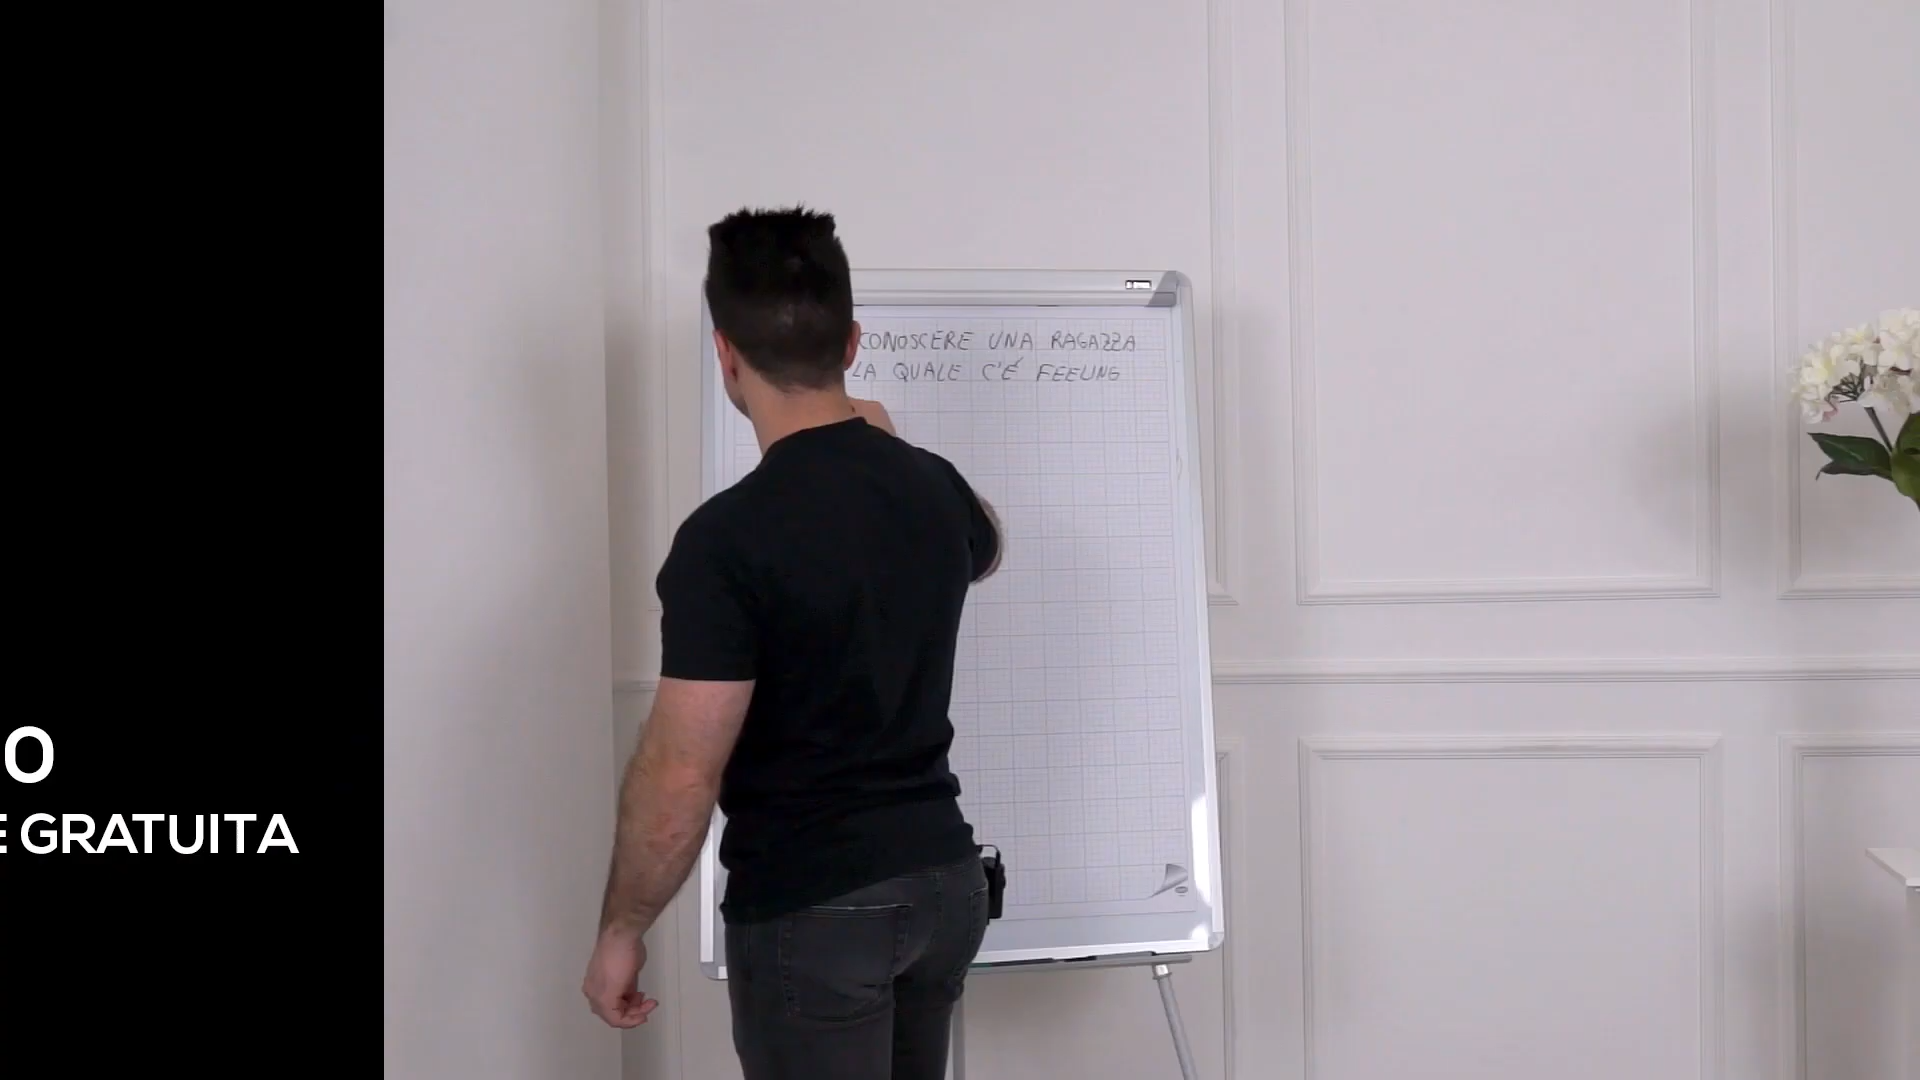 CONOSCERE UNA RAGAZZA
LA QUALE C'É FEELING
O
E GRATUITA